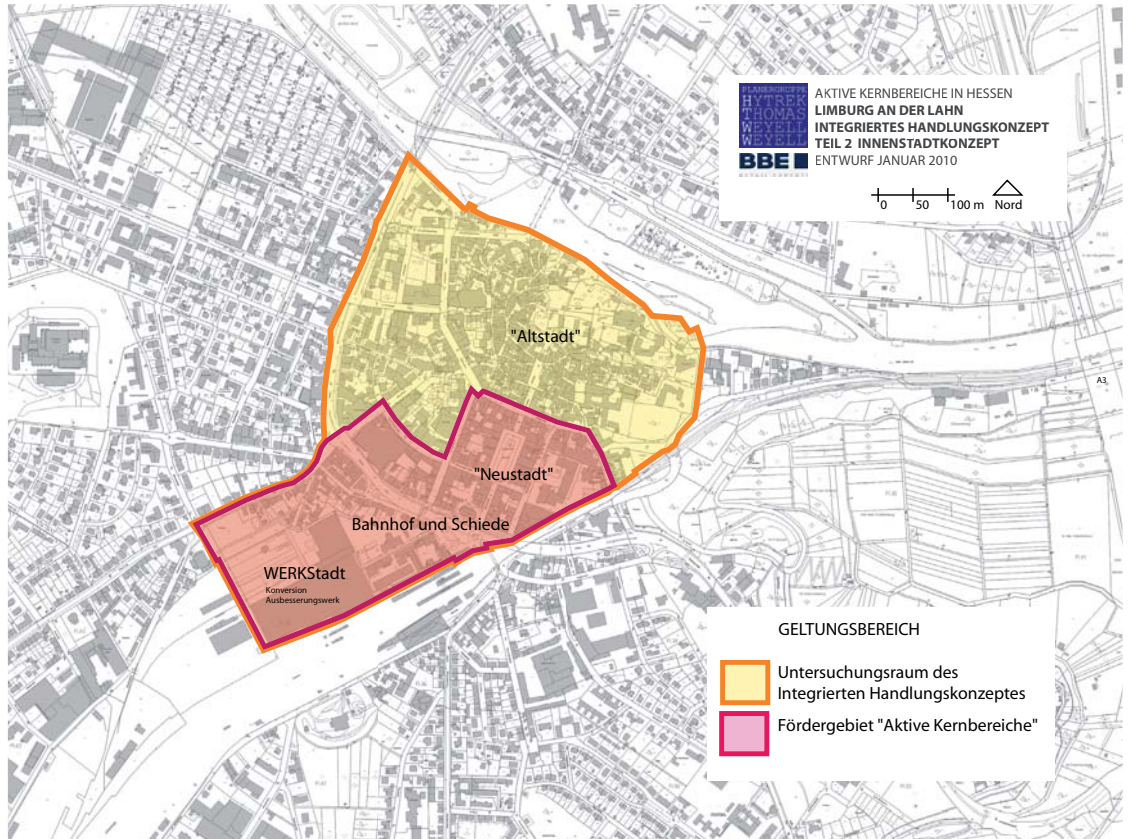 PLANERGRUPPE
HYTREK
THOMAS
WEYELL
WEYELL
BBE
AKTIVE KERNBEREICHE IN HESSEN
LIMBURG AN DER LAHN
INTEGRIERTES HANDLUNGSKONZEPT
TEIL 2 INNENSTADTKONZEPT
ENTWURF JANUAR 2010
0 50 100 m Nord
"Altstadt"
A3
"Neustadt"
Bahnhof und Schiede
WERKStadt
Konversion
Ausbesserungswerk
GELTUNGSBEREICH
Untersuchungsraum des
Integrierten Handlungskonzeptes
Fördergebiet "Aktive Kernbereiche"